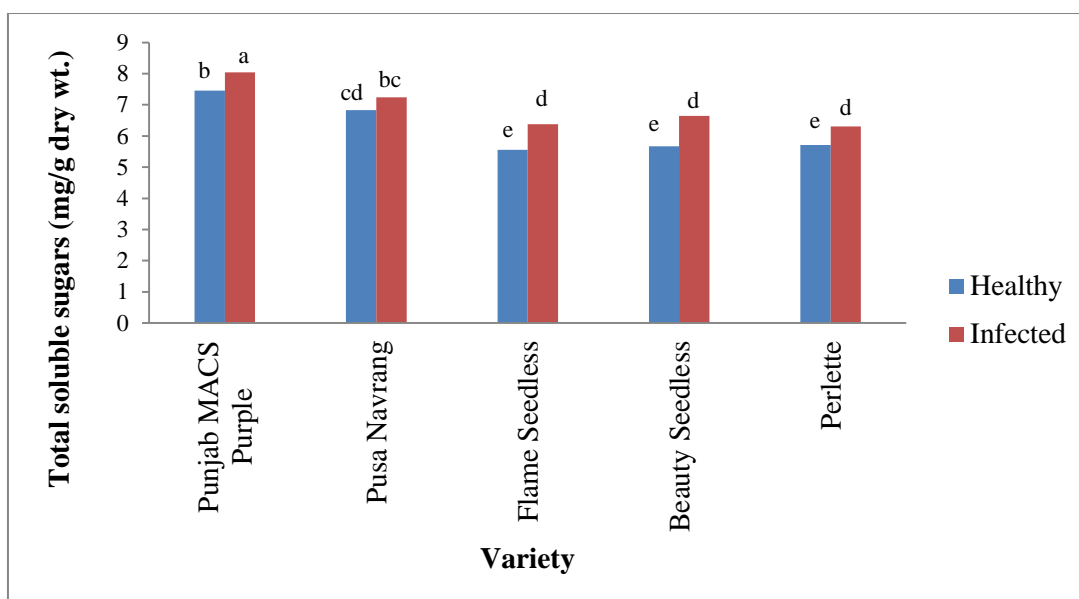 Total soluble sugars (mg/g dry wt.)
9
8
7
6
5
4
3
2
1
0
b
a
cd
bc
e
d
e
d
e
d
Punjab MACS
Purple
Pusa Navrang
Flame Seedless
Beauty Seedless
Perlette
Variety
Healthy
Infected